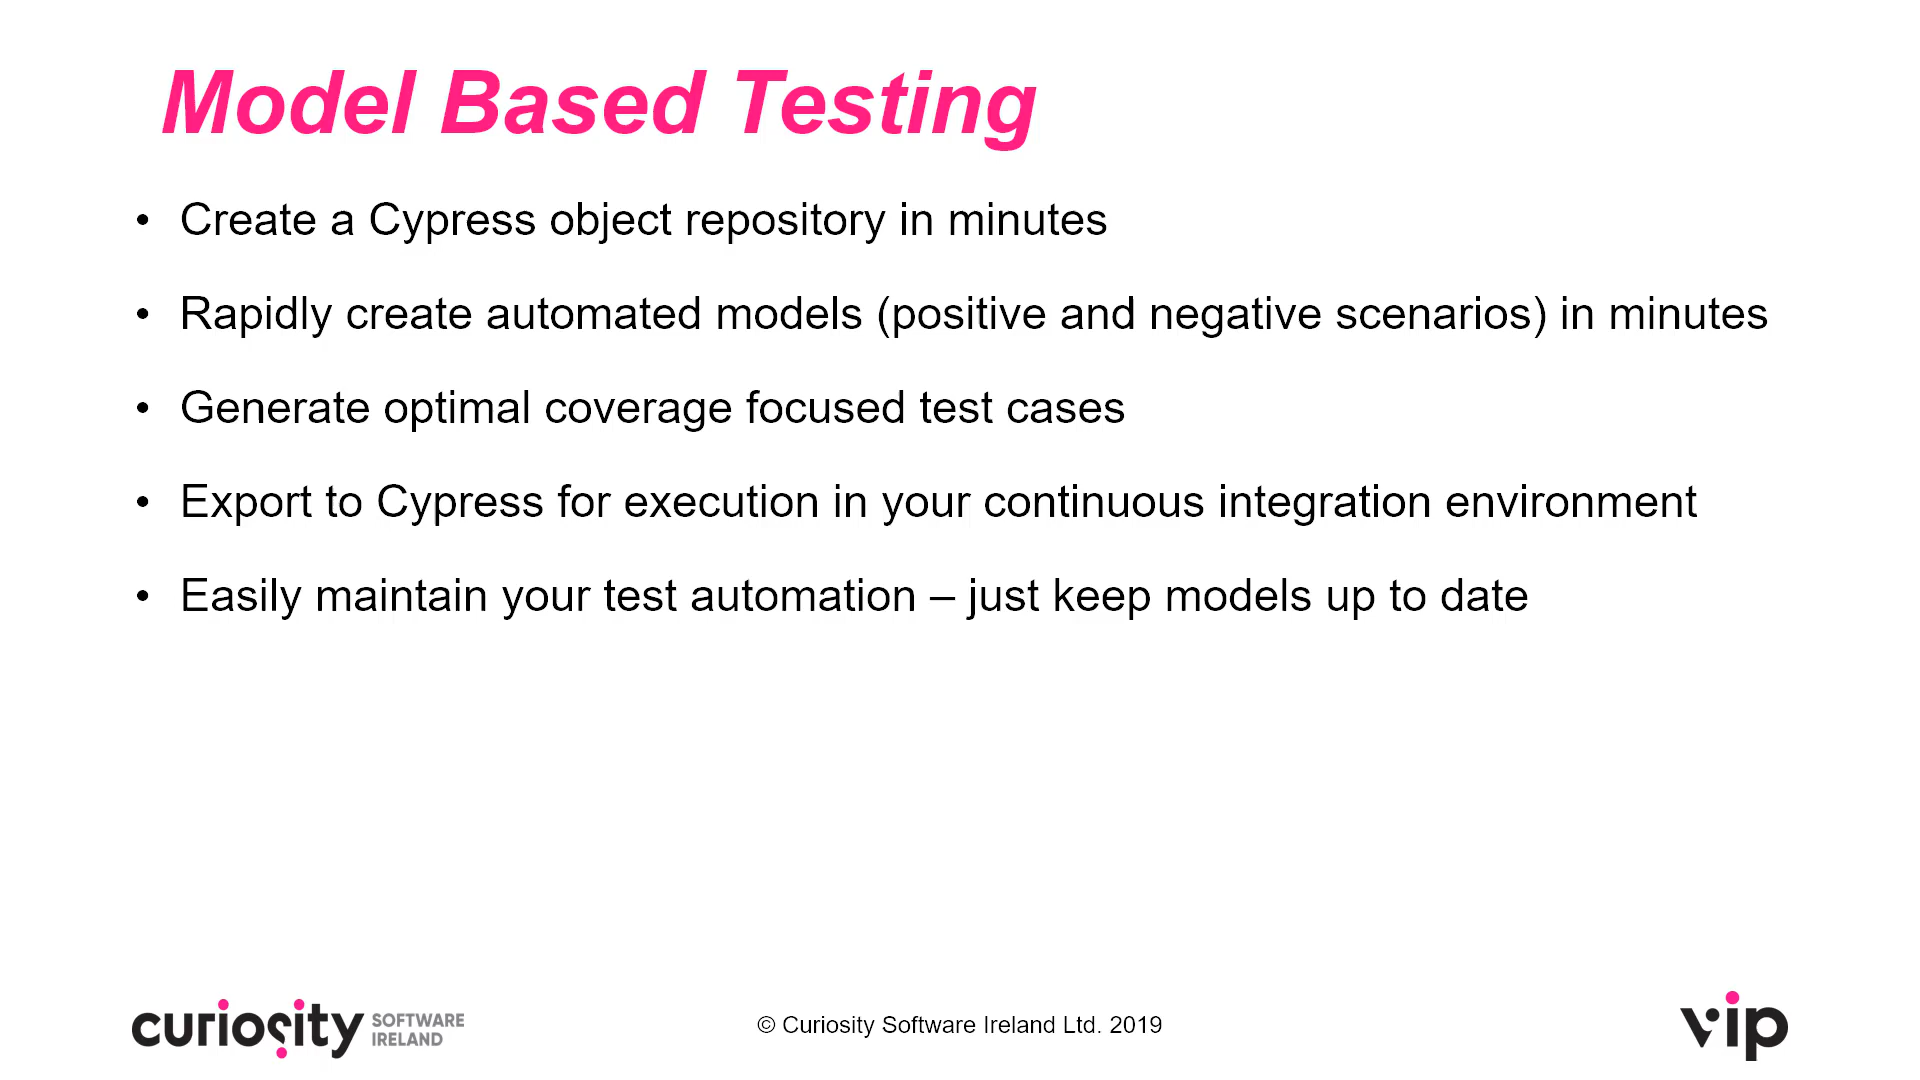 Model Based Testing
• Create a Cypress object repository in minutes
• Rapidly create automated models (positive and negative scenarios) in minutes
• Generate optimal coverage focused test cases
• Export to Cypress for execution in your continuous integration environment
• Easily maintain your test automation – just keep models up to date
curiosity SOFTWARE
IRELAND
© Curiosity Software Ireland Ltd. 2019
vip